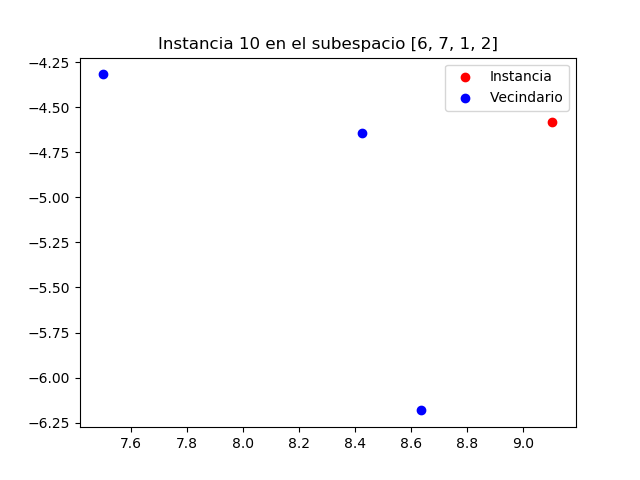 Instancia 10 en el subespacio [6, 7, 1, 2]
Instancia
Vecindario
−4.25
−4.50
−4.75
−5.00
−5.25
−5.50
−5.75
−6.00
−6.25
7.6 7.8 8.0 8.2 8.4 8.6 8.8 9.0